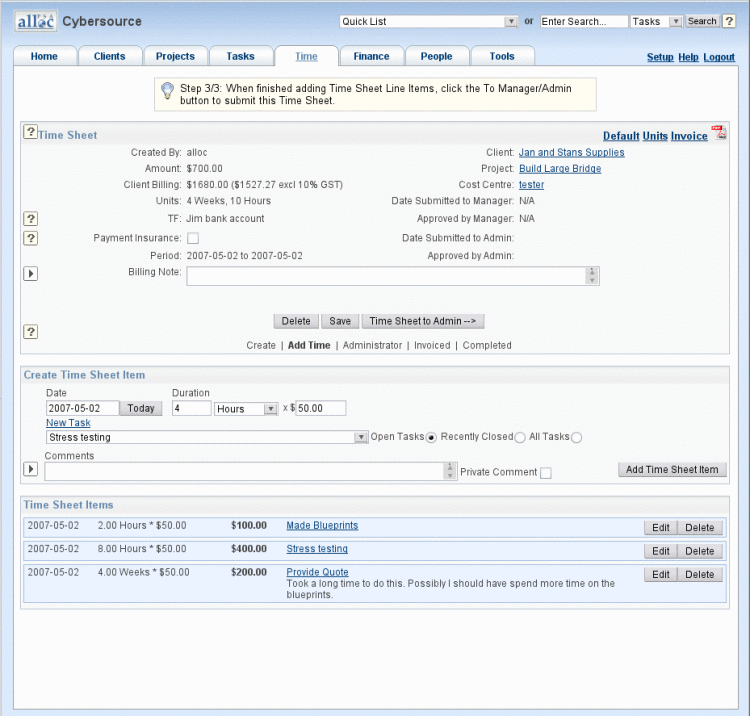 alloc Cybersource
Quick List or Enter Search... Tasks Search ?
Home Clients Projects Tasks Time Finance People Tools Setup Help Logout
Step 3/3: When finished adding Time Sheet Line Items, click the To Manager/Admin
button to submit this Time Sheet.
? Time Sheet Default Units Invoice
Created By: alloc Client: Jan and Stans Supplies
Amount: $700.00 Project: Build Large Bridge
Client Billing: $1680.00 ($1527.27 excl 10% GST) Cost Centre: tester
Units: 4 Weeks, 10 Hours Date Submitted to Manager: N/A
? TF: Jim bank account Approved by Manager: N/A
? Payment Insurance: Date Submitted to Admin:
Period: 2007-05-02 to 2007-05-02 Approved by Admin:
Billing Note:
Delete Save Time Sheet to Admin -->
?
Create | Add Time | Administrator | Invoiced | Completed
Create Time Sheet Item
Date Duration
2007-05-02 Today 4 Hours x $ 50.00
New Task
Stress testing Open Tasks Recently Closed All Tasks
Comments
Private Comment Add Time Sheet Item
Time Sheet Items
2007-05-02 2.00 Hours * $50.00 $100.00 Made Blueprints Edit Delete
2007-05-02 8.00 Hours * $50.00 $400.00 Stress testing Edit Delete
2007-05-02 4.00 Weeks * $50.00 $200.00 Provide Quote Edit Delete
Took a long time to do this. Possibly I should have spend more time on the
blueprints.